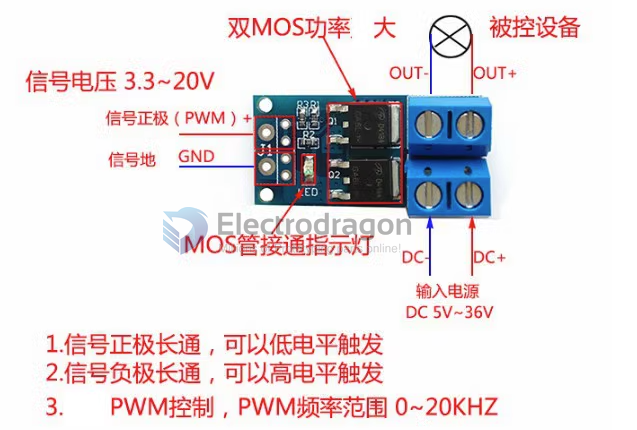 双MOS功率 大
被控设备
OUT-
OUT+
信号电压 3.3~20V
信号正极（PWM）+
信号地 GND
R3 R1
R2
Q1
Q2
J1
LED
Electrodragon
MOS管接通指示灯
DC-
DC+
输入电源
DC 5V~36V
1.信号正极长通，可以低电平触发
2.信号负极长通，可以高电平触发
3. PWM控制，PWM频率范围 0~20KHZ